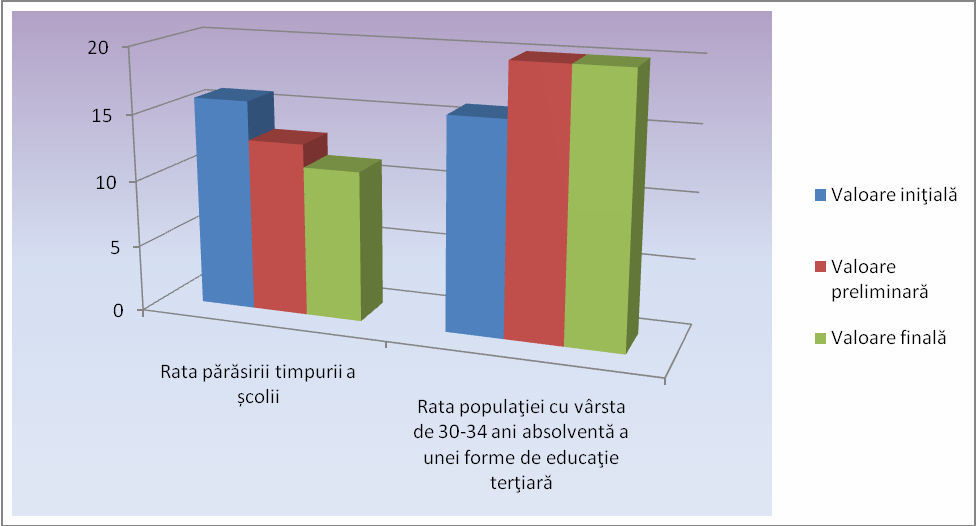 20
15
10
5
0
Rata părăsirii timpurii a
școlii
Rata populaţiei cu vârsta
de 30-34 ani absolventă a
unei forme de educaţie
terţiară
Valoare iniţială
Valoare
preliminară
Valoare finală